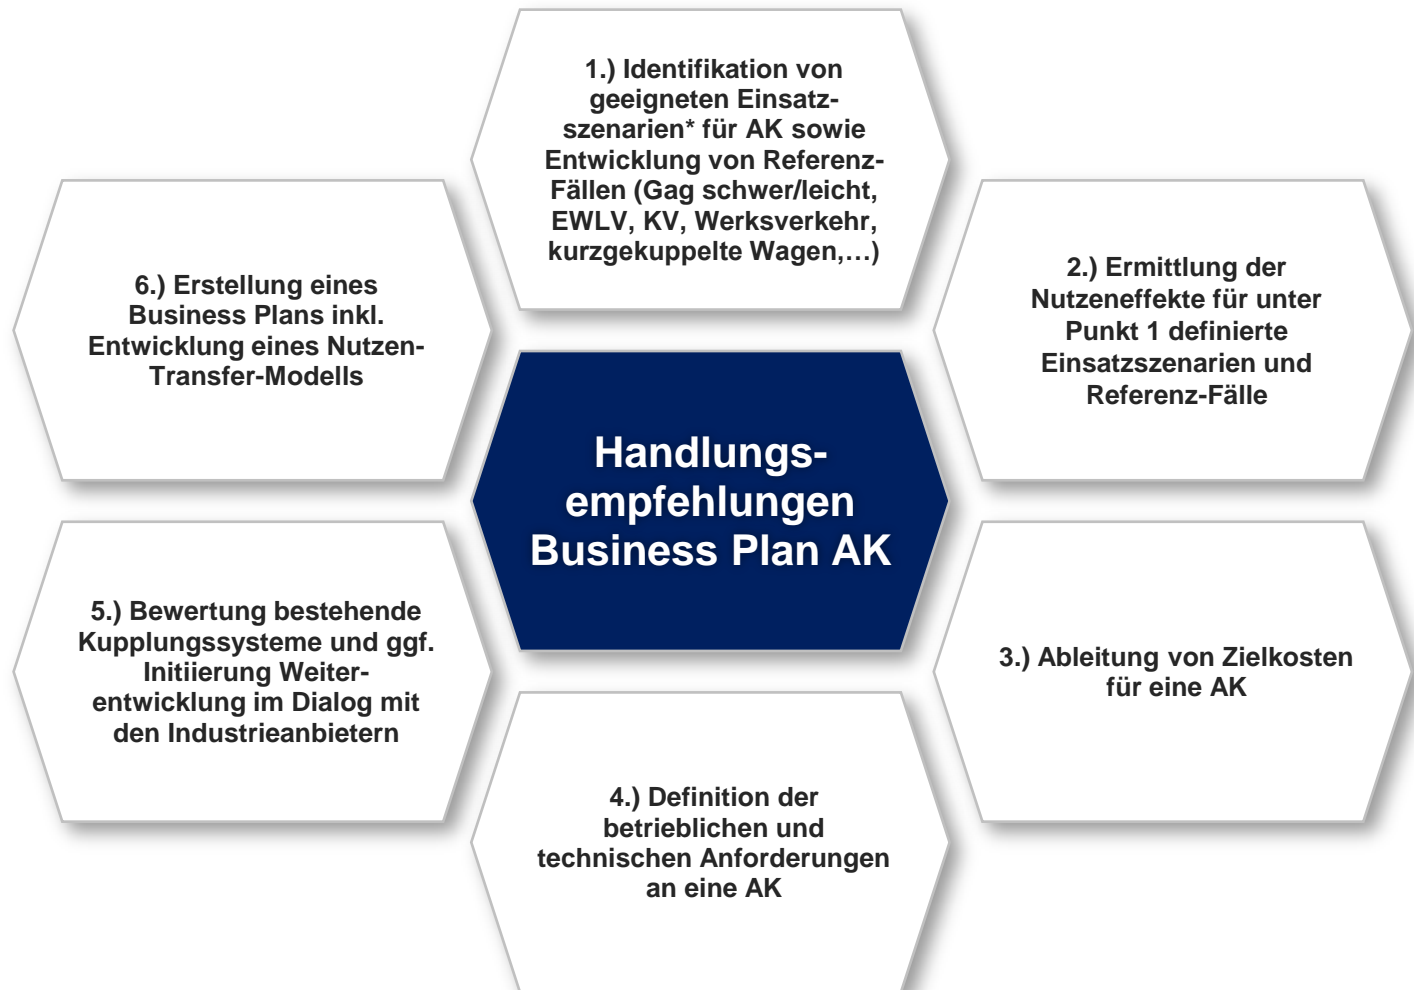 1.) Identifikation von
geeigneten Einsatz-
szenarien* für AK sowie
Entwicklung von Referenz-
Fällen (Gag schwer/leicht,
EWLV, KV, Werksverkehr,
kurzgekuppelte Wagen,…)
2.) Ermittlung der
Nutzeneffekte für unter
Punkt 1 definierte
Einsatzszenarien und
Referenz-Fälle
3.) Ableitung von Zielkosten
für eine AK
4.) Definition der
betrieblichen und
technischen Anforderungen
an eine AK
5.) Bewertung bestehende
Kupplungssysteme und ggf.
Initiierung Weiter-
entwicklung im Dialog mit
den Industrieanbietern
6.) Erstellung eines
Business Plans inkl.
Entwicklung eines Nutzen-
Transfer-Modells
Handlungs-
empfehlungen
Business Plan AK